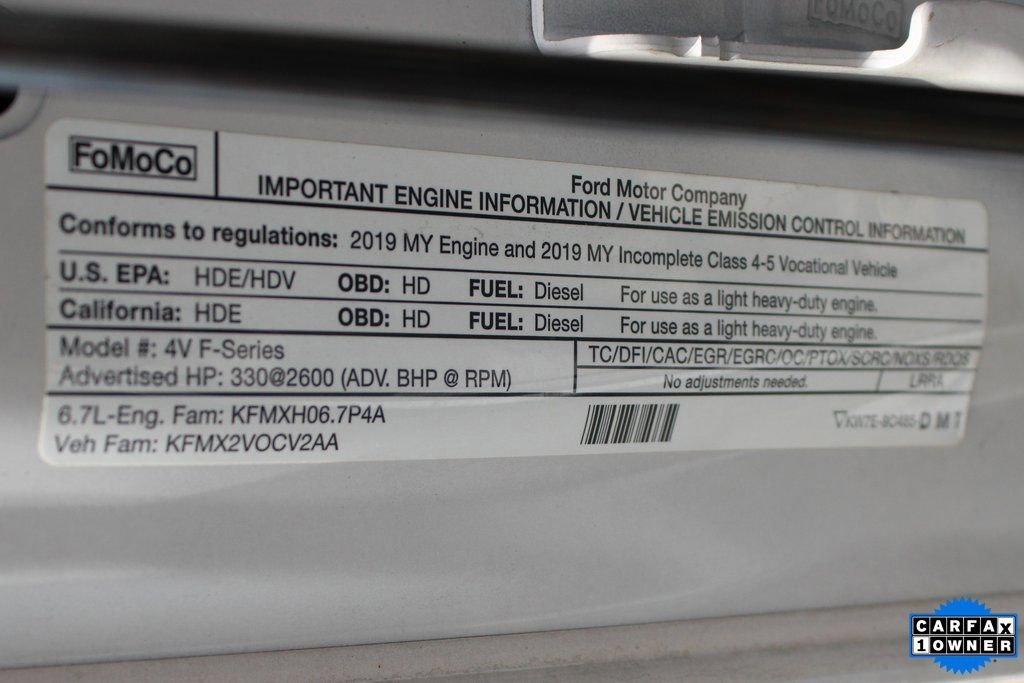 FoMoCo
FoMoCo
Ford Motor Company
IMPORTANT ENGINE INFORMATION / VEHICLE EMISSION CONTROL INFORMATION
Conforms to regulations: 2019 MY Engine and 2019 MY Incomplete Class 4-5 Vocational Vehicle
U.S. EPA: HDE/HDV OBD: HD FUEL: Diesel For use as a light heavy-duty engine.
California: HDE OBD: HD FUEL: Diesel For use as a light heavy-duty engine.
Model #: 4V F-Series
TC/DFI/CAC/EGR/EGRC/OC/PTOX/SCRC/NOXS/RDQS
Advertised HP: 330@2600 (ADV. BHP @ RPM)
No adjustments needed.
6.7L-Eng. Fam: KFMXH06.7P4A
Veh Fam: KFMX2VOCV2AA
D M
CARFAX
1 OWNER